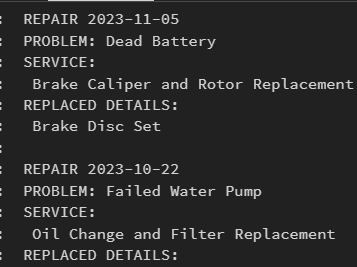 : REPAIR 2023-11-05
: PROBLEM: Dead Battery
: SERVICE:
: Brake Caliper and Rotor Replacement
: REPLACED DETAILS:
: Brake Disc Set
:
: REPAIR 2023-10-22
: PROBLEM: Failed Water Pump
: SERVICE:
: Oil Change and Filter Replacement
: REPLACED DETAILS: